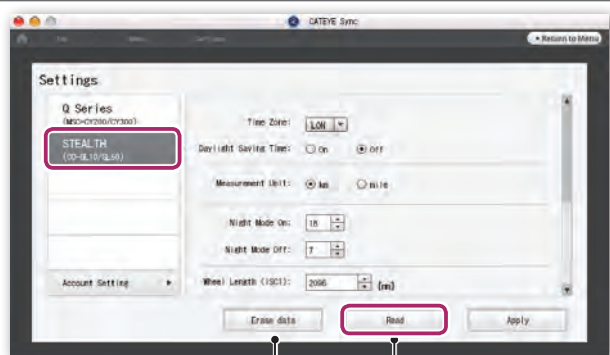 CATEYE Sync
Return to Menu
Settings
Q Series
(MSC-CY200/CY300)
STEALTH
(CO-GL10/GL50)
Account Setting
Time Zone: LON
Daylight Saving Time: On Off
Measurement Unit: km mile
Night Mode On: 18
Night Mode Off: 7
Wheel Length (ISC1): 2096 (mm)
Erase data Read Apply